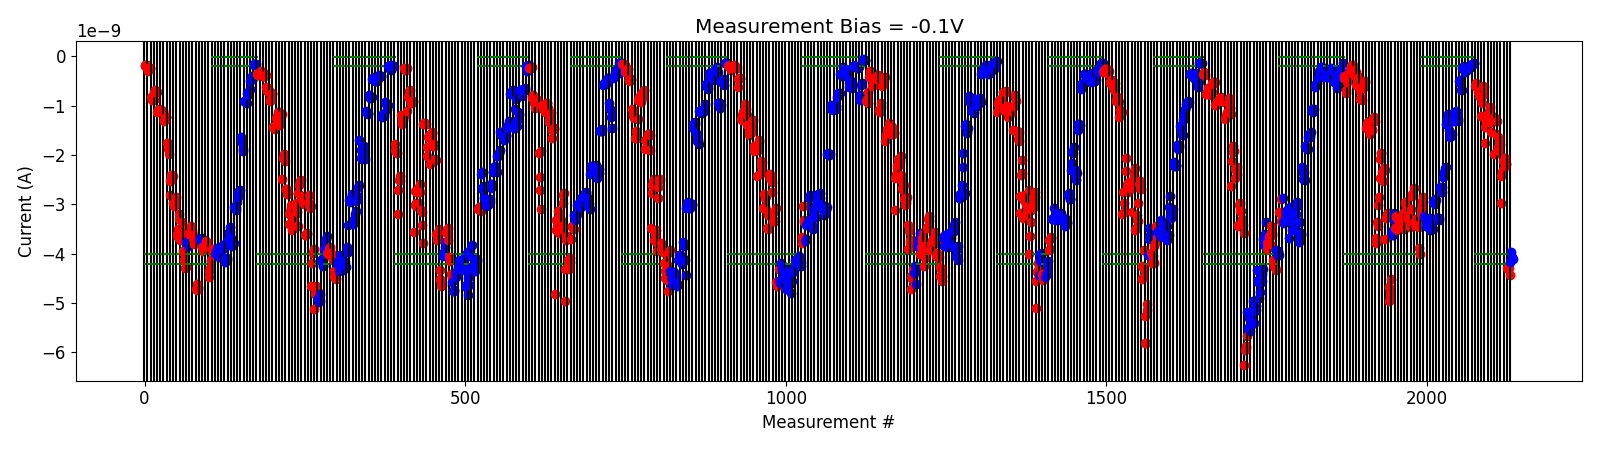 Measurement Bias = -0.1V
1e−9
0
−1
−2
−3
−4
−5
−6
Current (A)
0 500 1000 1500 2000
Measurement #